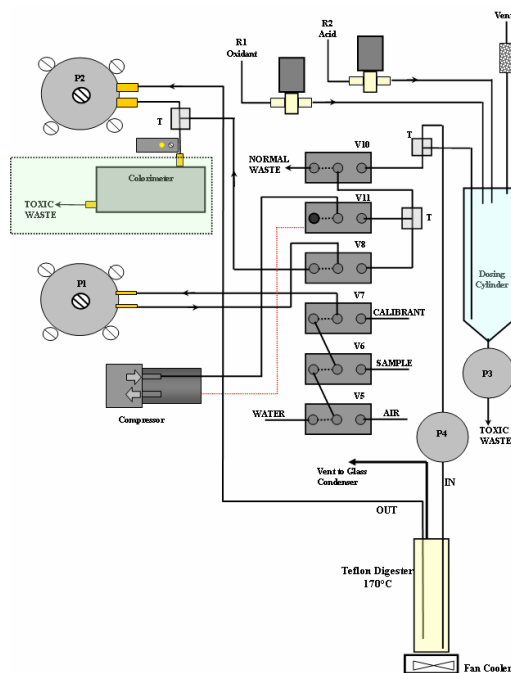 Vent
R2
Acid
R1
Oxidant
P2
T
V10
T
NORMAL
WASTE
Colorimeter
TOXIC
WASTE
V11
T
V8
Dosing
Cylinder
P1
V7
CALIBRANT
V6
SAMPLE
P3
V5
WATER
AIR
Compressor
TOXIC
WASTE
P4
Vent to Glass
Condenser
IN
OUT
Teflon Digester
170°C
Fan Cooler